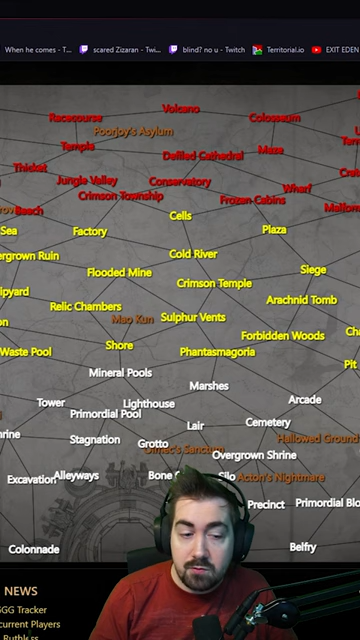 When he comes - T...
scared Zizaran - Twi...
blind? no u - Twitch
Territorial.io
EXIT EDEN
Volcano
Racecourse
Colosseum
Poorjoy's Asylum
Temple
Defiled Cathedral
Maze
Thicket
Jungle Valley
Conservatory
Wharf
Crimson Township
Frozen Cabins
Beach
Cells
Sea
Factory
Plaza
Cold River
Flooded Mine
Siege
Crimson Temple
Relic Chambers
Arachnid Tomb
Mao Kun
Sulphur Vents
Forbidden Woods
Shore
Waste Pool
Phantasmagoria
Pit
Mineral Pools
Marshes
Tower
Lighthouse
Arcade
Primordial Pool
Lair
Cemetery
Stagnation
Grotto
Hallowed Ground
Sanctum
Overgrown Shrine
Excavation
Alleyways
Bone
Silo
Acton's Nightmare
Precinct
Primordial Blo
Colonnade
Belfry
NEWS
GGG Tracker
current Players